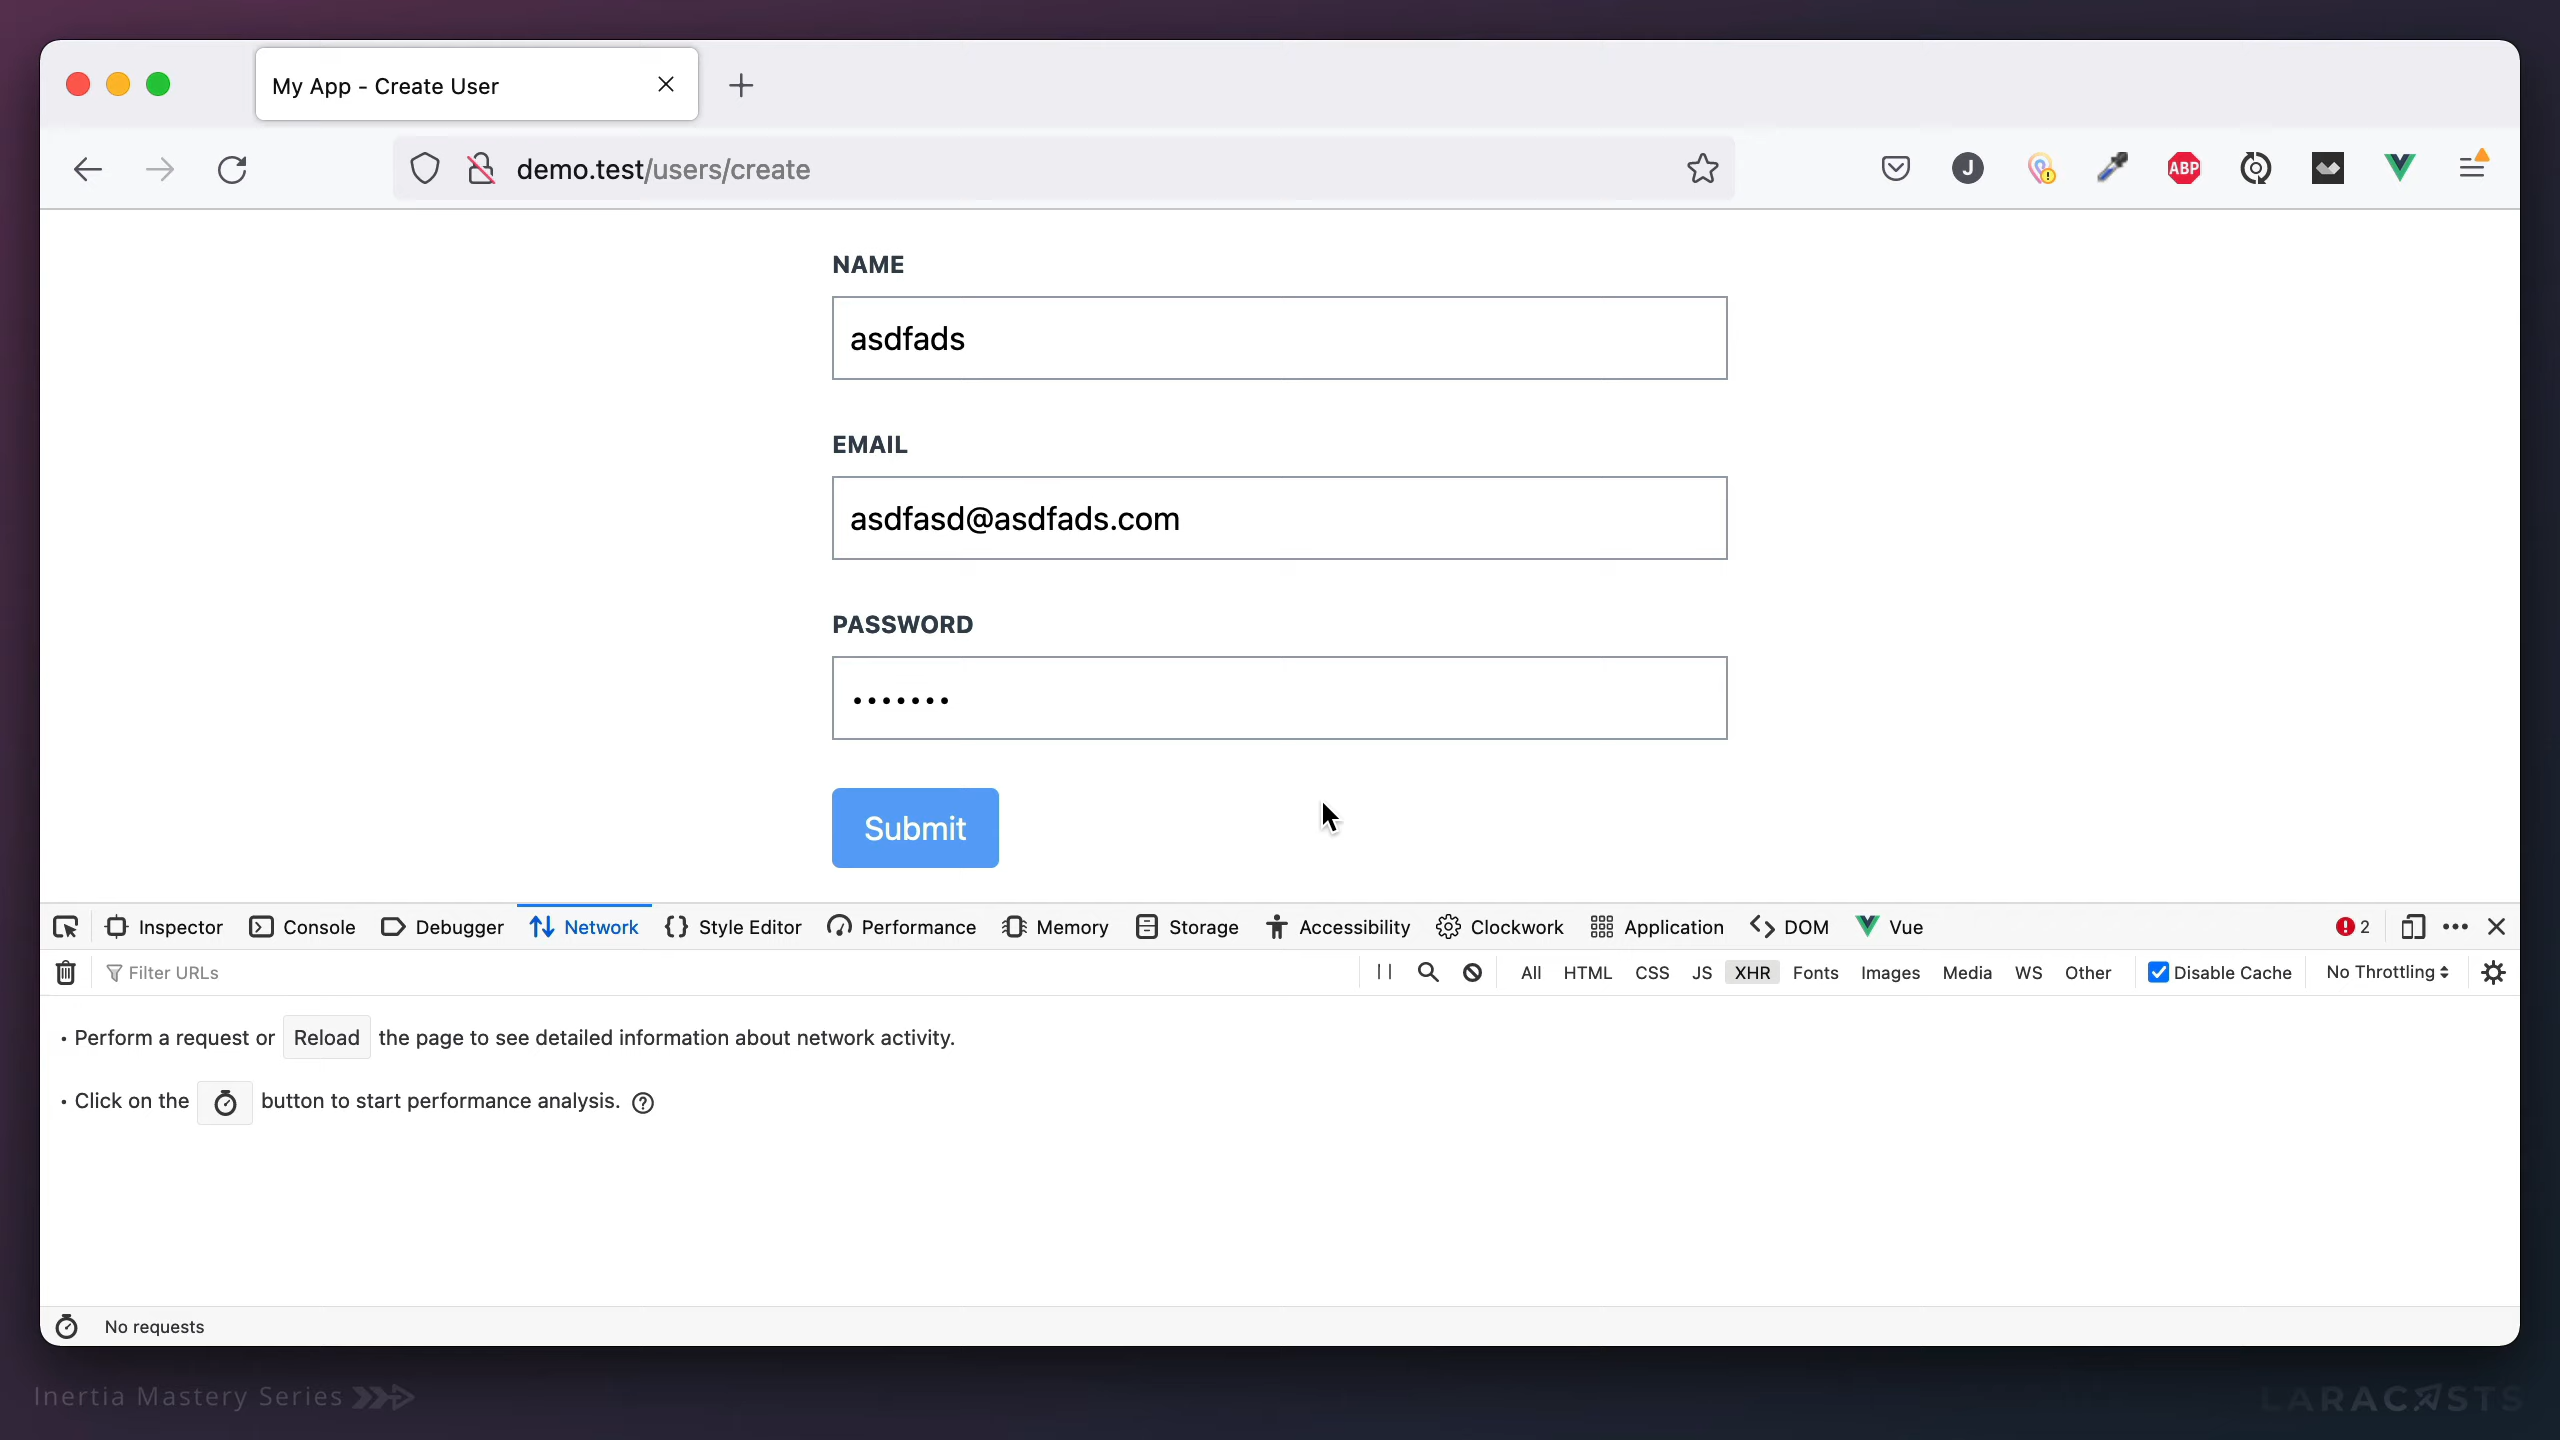 My App - Create User
demo.test/users/create
J
ABP
NAME
asdfads
EMAIL
asdfasd@asdfads.com
PASSWORD
•••••••
Submit
Inspector Console Debugger Network Style Editor Performance Memory Storage Accessibility Clockwork Application DOM Vue 2
Filter URLs All HTML CSS JS XHR Fonts Images Media WS Other Disable Cache No Throttling
• Perform a request or Reload the page to see detailed information about network activity.
• Click on the button to start performance analysis.
No requests
Inertia Mastery Series
LARACASTS